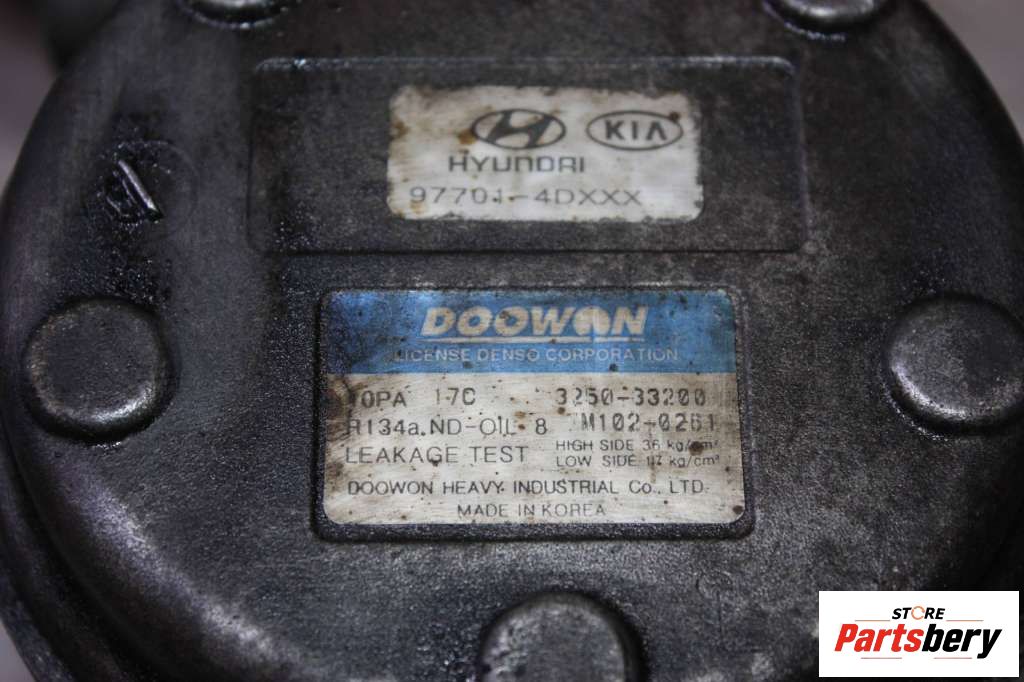 KIA
HYUNDAI
97701-4DXXX
DOOWON
LICENSE DENSO CORPORATION
10PA 17C 3250-33200
R134a. ND-OIL 8 7M102-0261
LEAKAGE TEST HIGH SIDE 36 kg/cm²
LOW SIDE 17 kg/cm²
DOOWON HEAVY INDUSTRIAL Co., LTD.
MADE IN KOREA
STORE
Partsbery